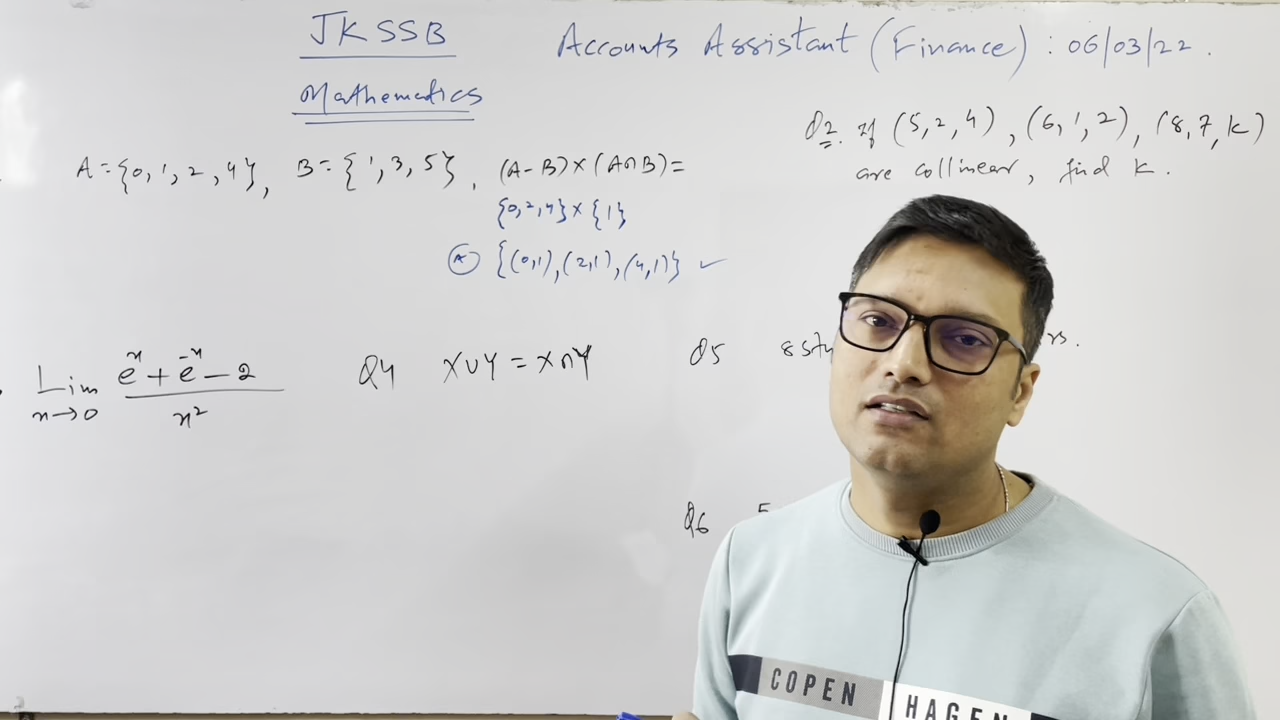 JKSSB
Accounts Assistant (Finance) : 06/03/22.
Mathematics
A={0,1,2,4}, B={1,3,5}, (A-B)×(A∩B)=
{0,2,4}×{1}
(A) {(0,1),(2,1),(4,1)} ✓
Q2. If (5,2,4), (6,1,2), (8,7,k)
are collinear, find k.
Lim x→0 e^x + e^-x - 2 / x²
Q4 X∪Y = X∩Y
Q5 8
Q6 5
COPEN HAGEN